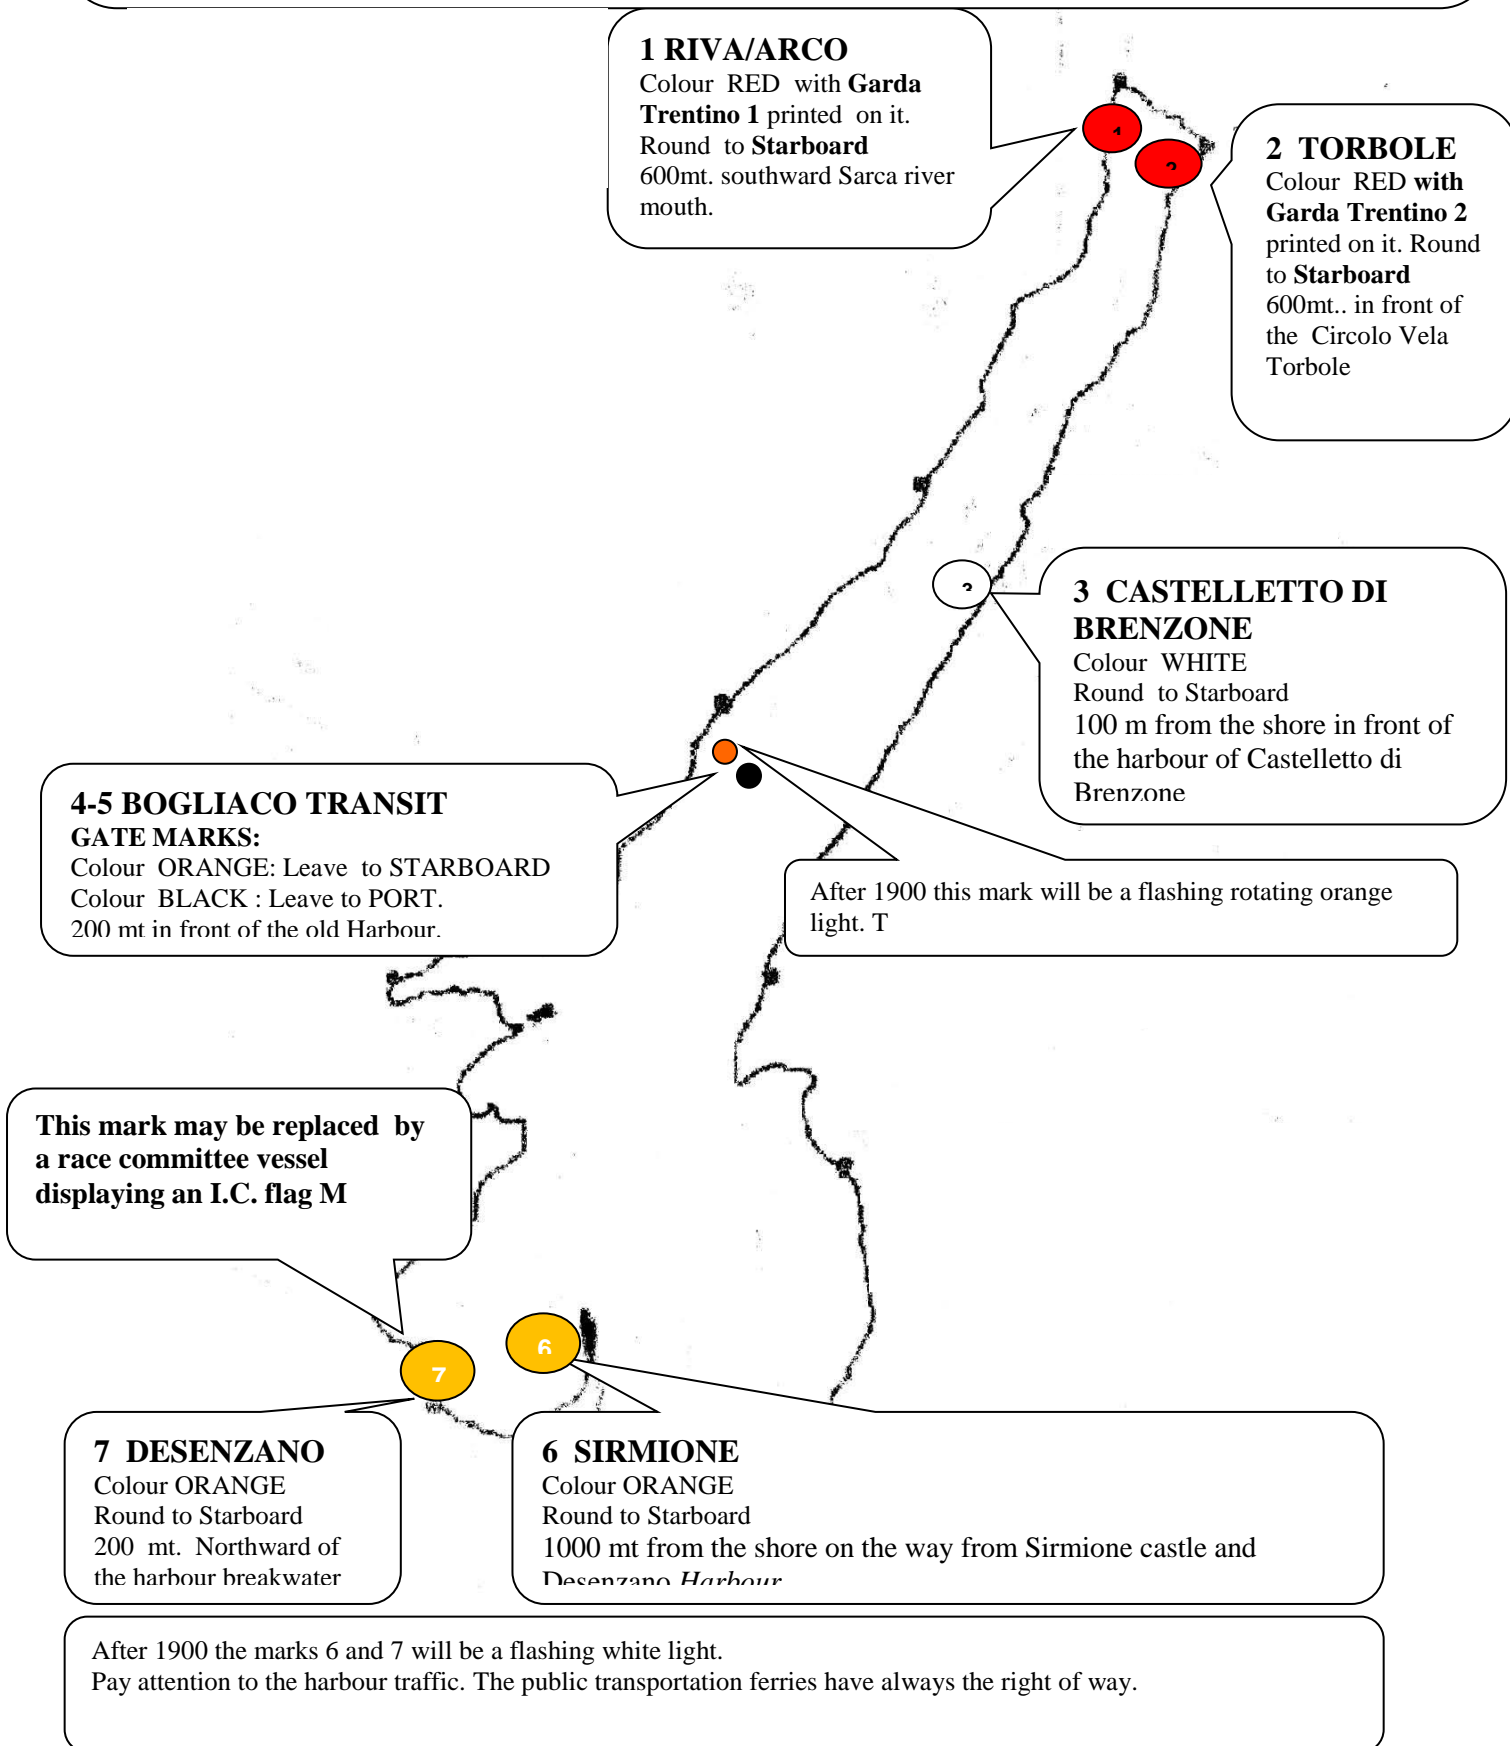 1 RIVA/ARCO
Colour RED with Garda
Trentino 1 printed on it.
Round to Starboard
600mt. southward Sarca river
mouth.
2 TORBOLE
Colour RED with
Garda Trentino 2
printed on it. Round
to Starboard
600mt.. in front of
the Circolo Vela
Torbole
3 CASTELLETTO DI
BRENZONE
Colour WHITE
Round to Starboard
100 m from the shore in front of
the harbour of Castelletto di
Brenzone
4-5 BOGLIACO TRANSIT
GATE MARKS:
Colour ORANGE: Leave to STARBOARD
Colour BLACK : Leave to PORT.
200 mt in front of the old Harbour.
After 1900 this mark will be a flashing rotating orange
light. T
This mark may be replaced by
a race committee vessel
displaying an I.C. flag M
6
7
7 DESENZANO
Colour ORANGE
Round to Starboard
200 mt. Northward of
the harbour breakwater
6 SIRMIONE
Colour ORANGE
Round to Starboard
1000 mt from the shore on the way from Sirmione castle and
Desenzano Harbour
After 1900 the marks 6 and 7 will be a flashing white light.
Pay attention to the harbour traffic. The public transportation ferries have always the right of way.